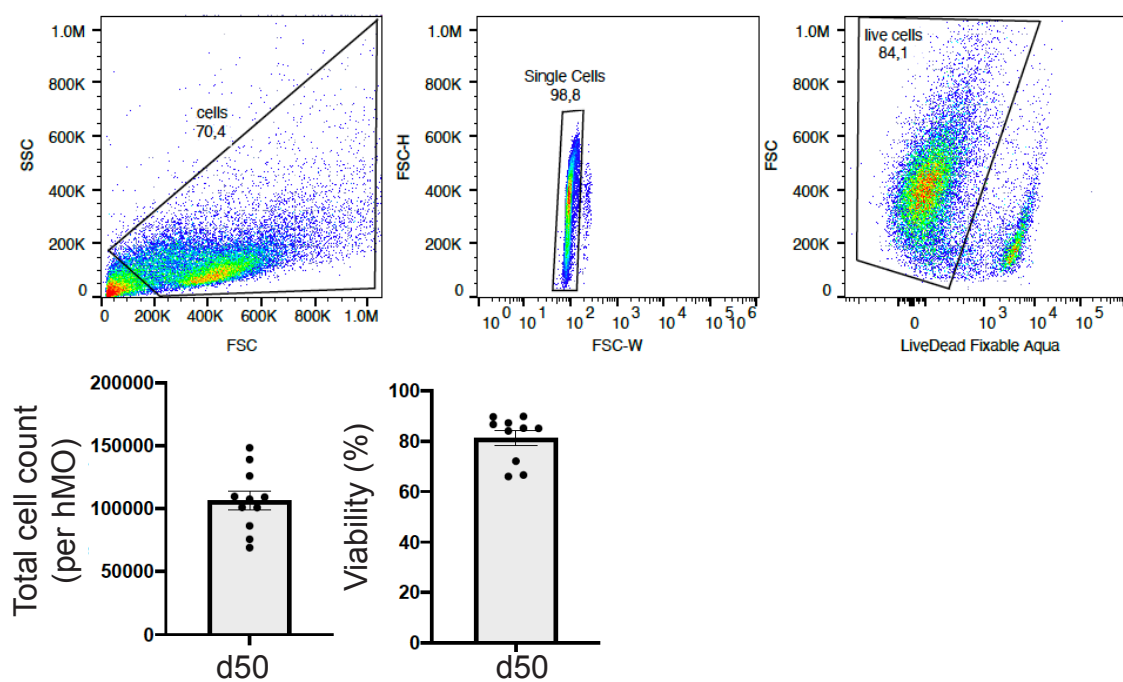 1.0M
800K
600K
400K
200K
0
SSC
cells
70,4
0
200K
400K
600K
800K
1.0M
FSC
1.0M
800K
600K
400K
200K
0
FSC-H
Single Cells
98,8
10^0
10^1
10^2
10^3
10^4
10^5
10^6
FSC-W
1.0M
800K
600K
400K
200K
0
FSC
live cells
84,1
0
10^3
10^4
10^5
LiveDead Fixable Aqua
Total cell count
(per hMO)
200000
150000
100000
50000
0
d50
Viability (%)
100
80
60
40
20
0
d50